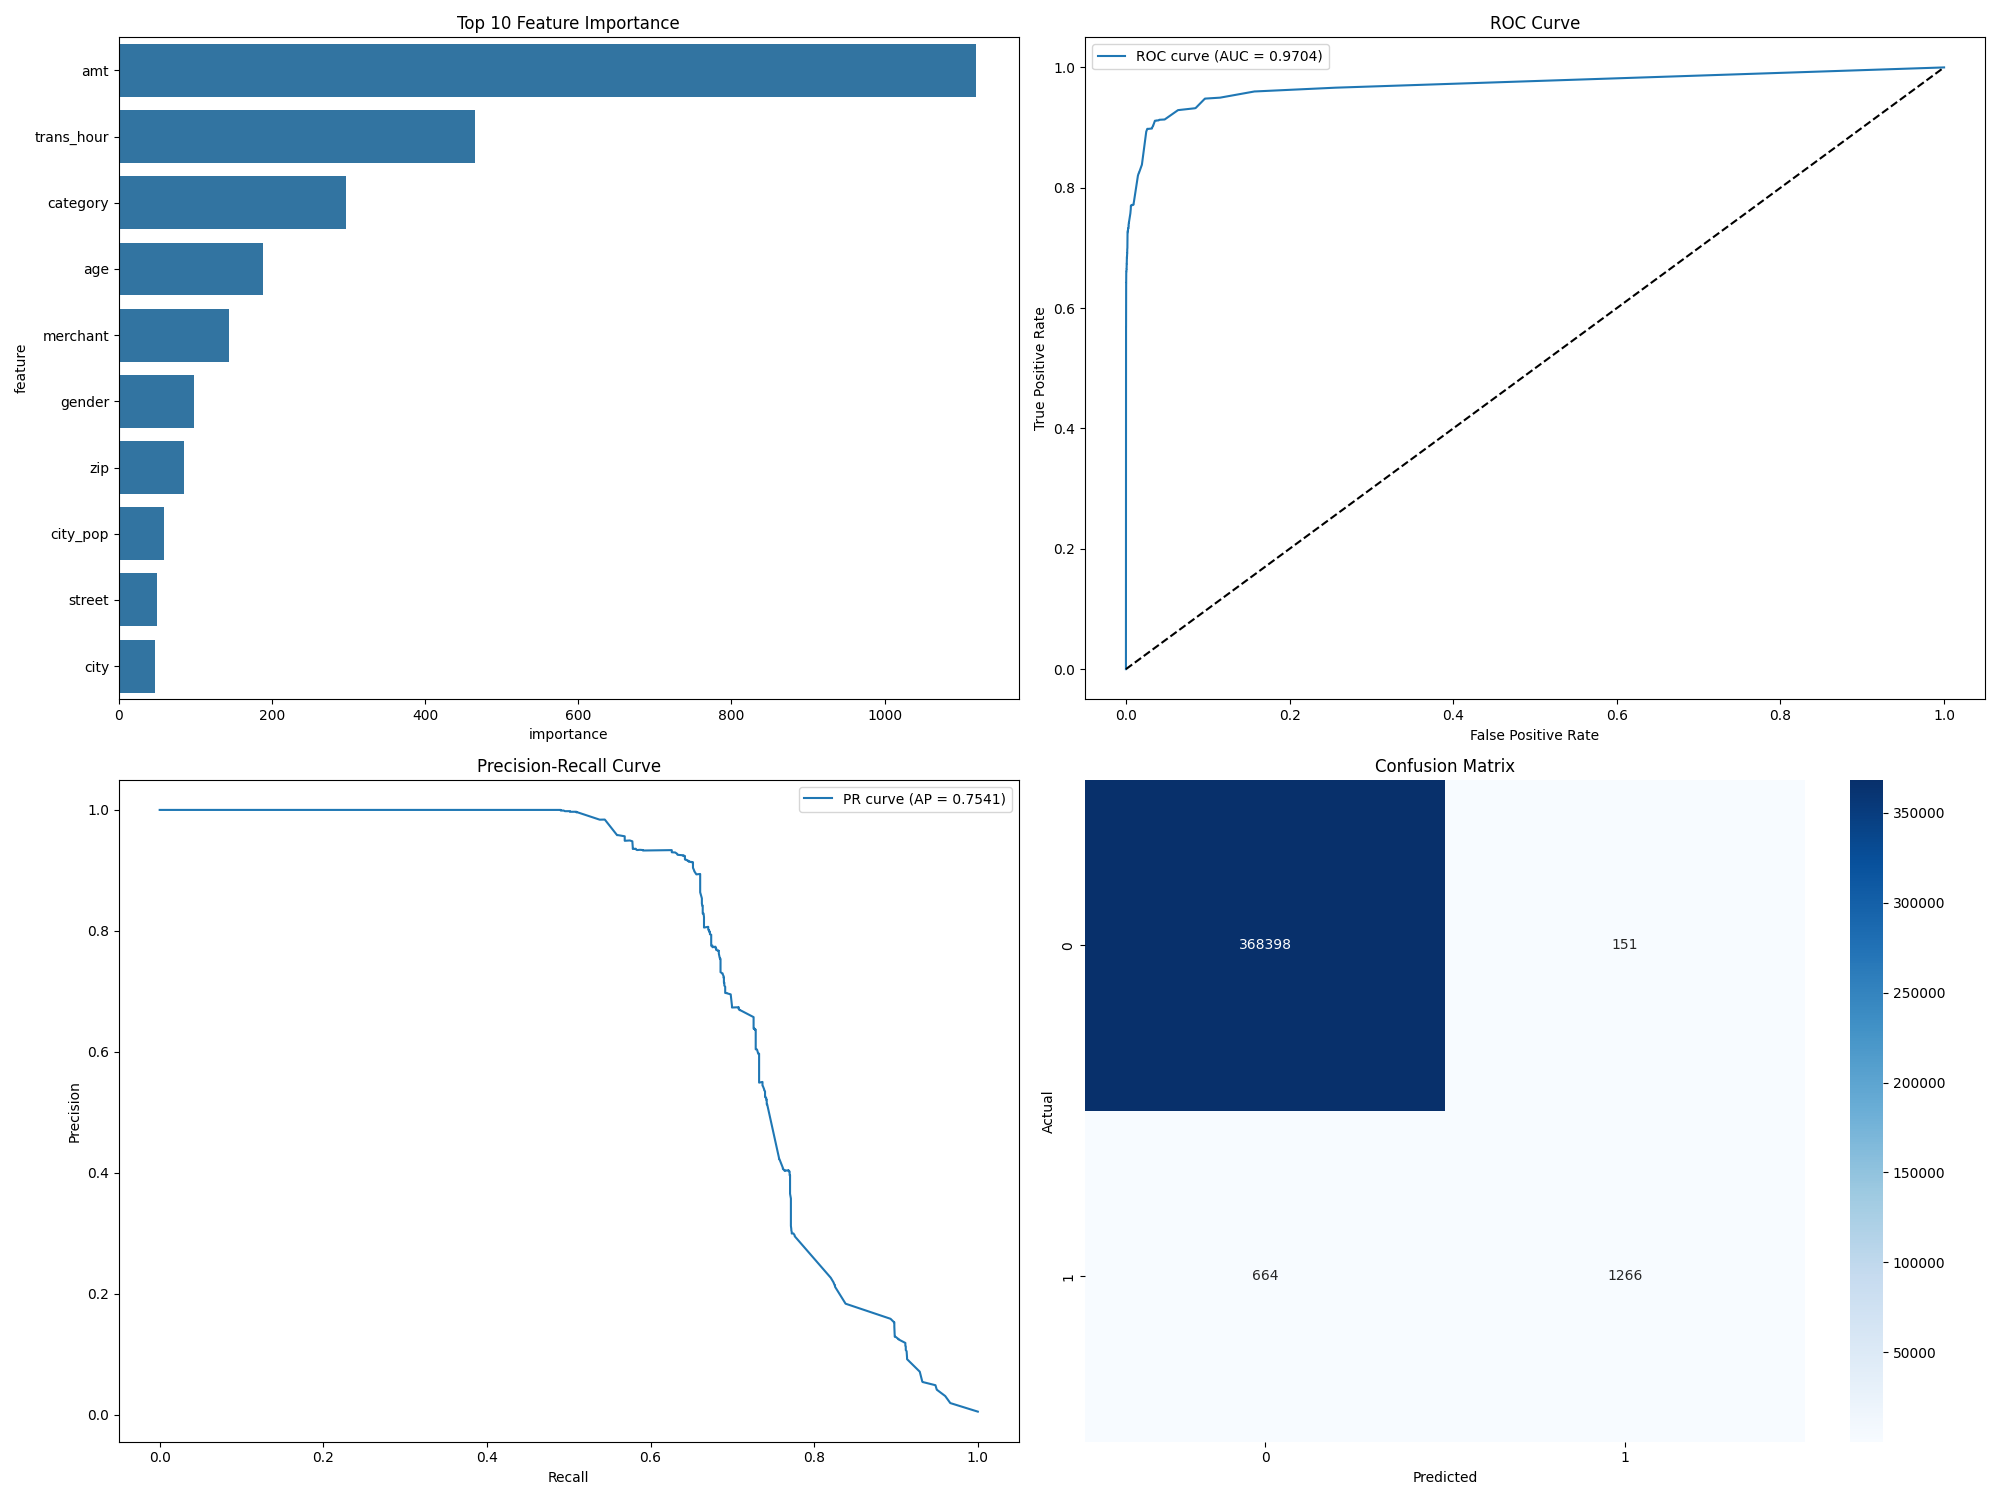 Top 10 Feature Importance
feature
amt
trans_hour
category
age
merchant
gender
zip
city_pop
street
city
0 200 400 600 800 1000
importance
ROC Curve
ROC curve (AUC = 0.9704)
True Positive Rate
1.0
0.8
0.6
0.4
0.2
0.0
0.0 0.2 0.4 0.6 0.8 1.0
False Positive Rate
Precision-Recall Curve
PR curve (AP = 0.7541)
Precision
1.0
0.8
0.6
0.4
0.2
0.0
0.0 0.2 0.4 0.6 0.8 1.0
Recall
Confusion Matrix
Actual
0
368398 151
1
664 1266
0 1
Predicted
350000
300000
250000
200000
150000
100000
50000